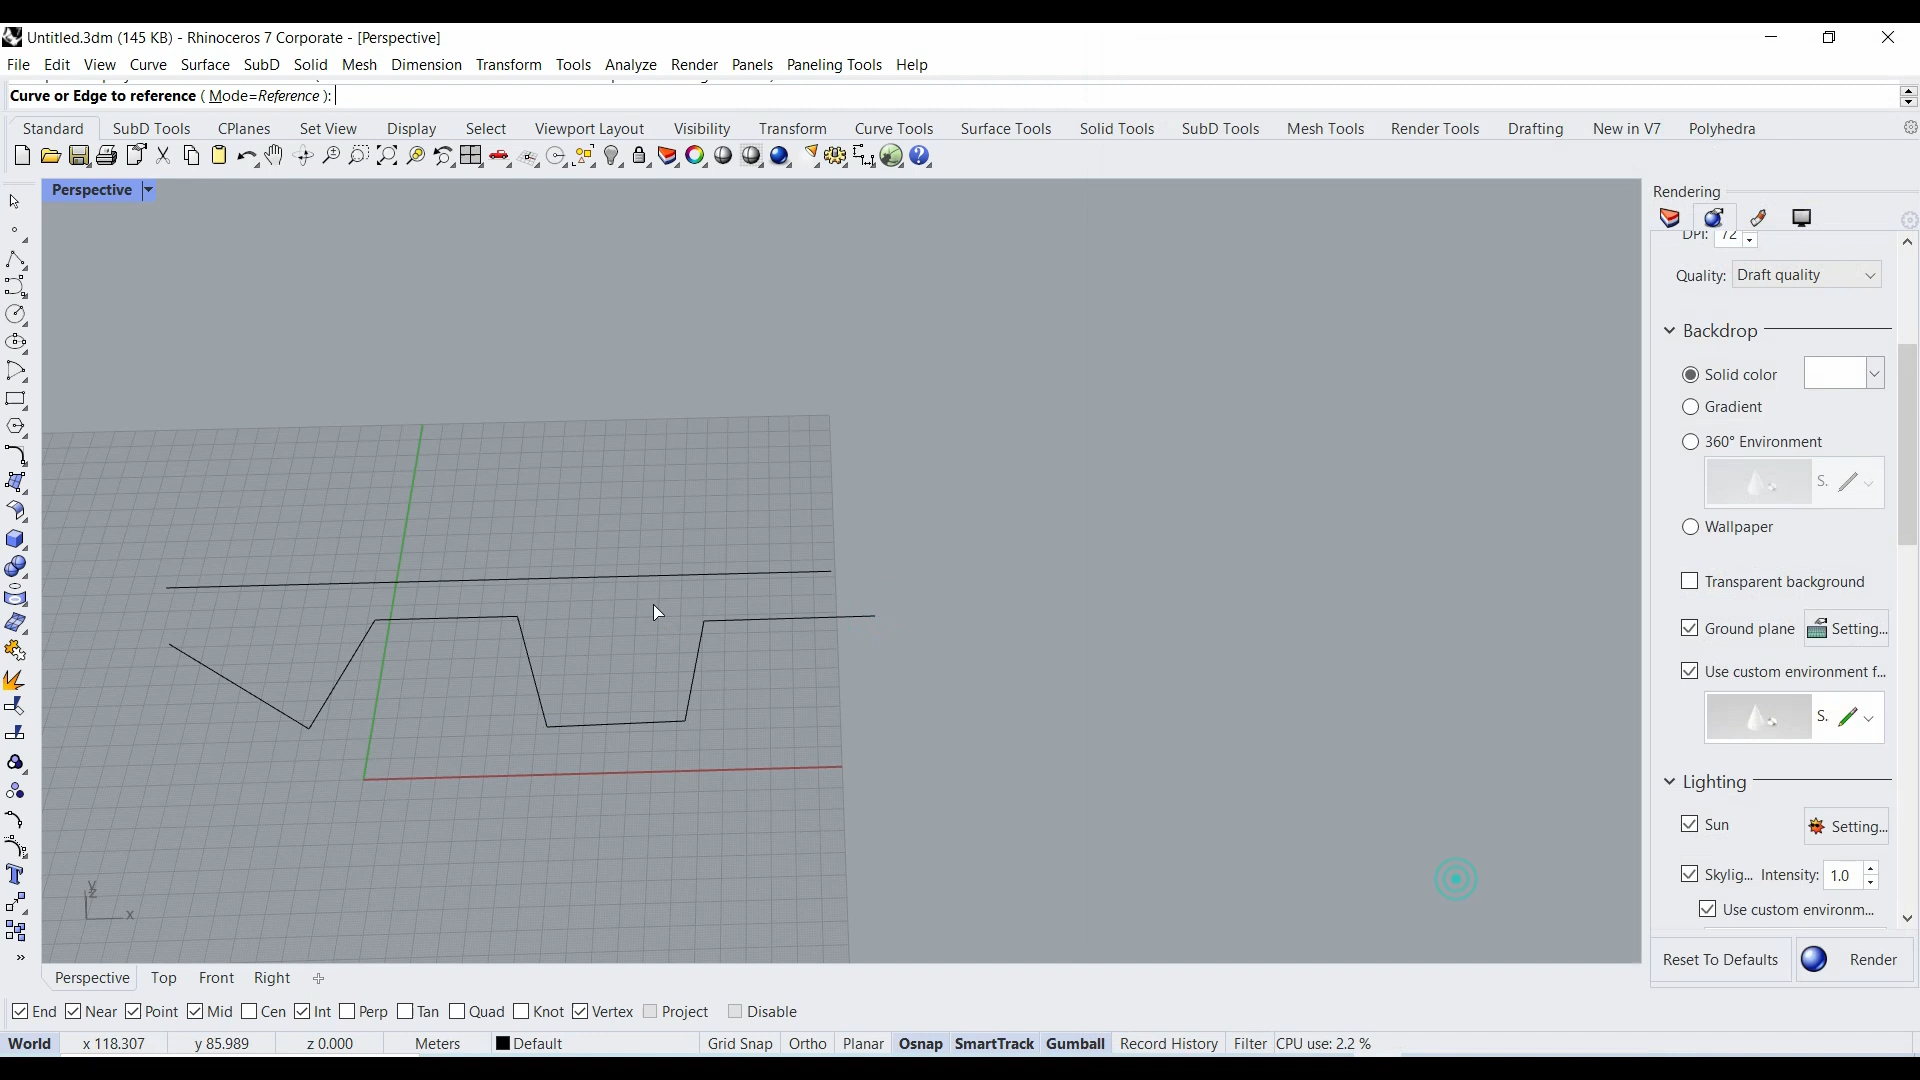 Untitled.3dm (145 KB) - Rhinoceros 7 Corporate - [Perspective]
File Edit View Curve Surface SubD Solid Mesh Dimension Transform Tools Analyze Render Panels Paneling Tools Help
Curve or Edge to reference ( Mode=Reference ):
Standard SubD Tools CPlanes Set View Display Select Viewport Layout Visibility Transform Curve Tools Surface Tools Solid Tools SubD Tools Mesh Tools Render Tools Drafting New in V7 Polyhedra
Perspective
Rendering
DPI: 72
Quality: Draft quality
Backdrop
Solid color
Gradient
360° Environment
S.
Wallpaper
Transparent background
Ground plane Setting...
Use custom environment f...
S.
Lighting
Sun Setting...
Skylig... Intensity: 1.0
Use custom environm...
Reset To Defaults Render
y
z
x
Perspective Top Front Right
End Near Point Mid Cen Int Perp Tan Quad Knot Vertex Project Disable
World x 118.307 y 85.989 z 0.000 Meters Default Grid Snap Ortho Planar Osnap SmartTrack Gumball Record History Filter CPU use: 2.2 %